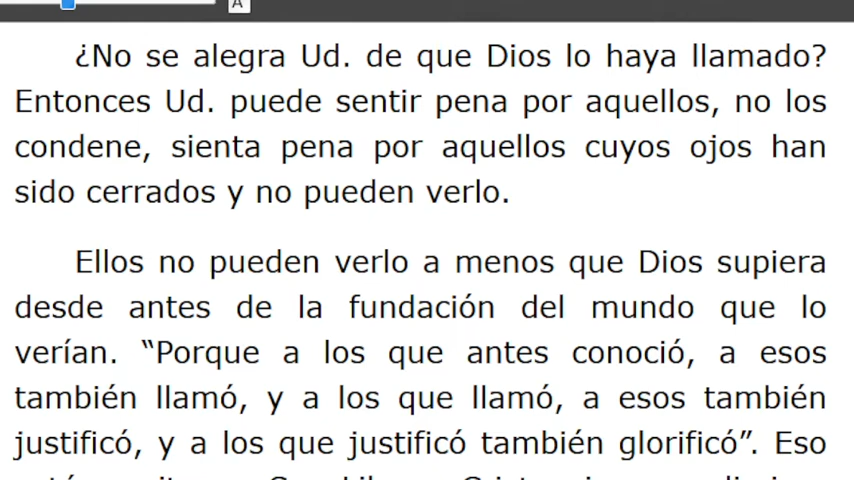 A
¿No se alegra Ud. de que Dios lo haya llamado?
Entonces Ud. puede sentir pena por aquellos, no los
condene, sienta pena por aquellos cuyos ojos han
sido cerrados y no pueden verlo.
Ellos no pueden verlo a menos que Dios supiera
desde antes de la fundación del mundo que lo
verían. “Porque a los que antes conoció, a esos
también llamó, y a los que llamó, a esos también
justificó, y a los que justificó también glorificó”. Eso